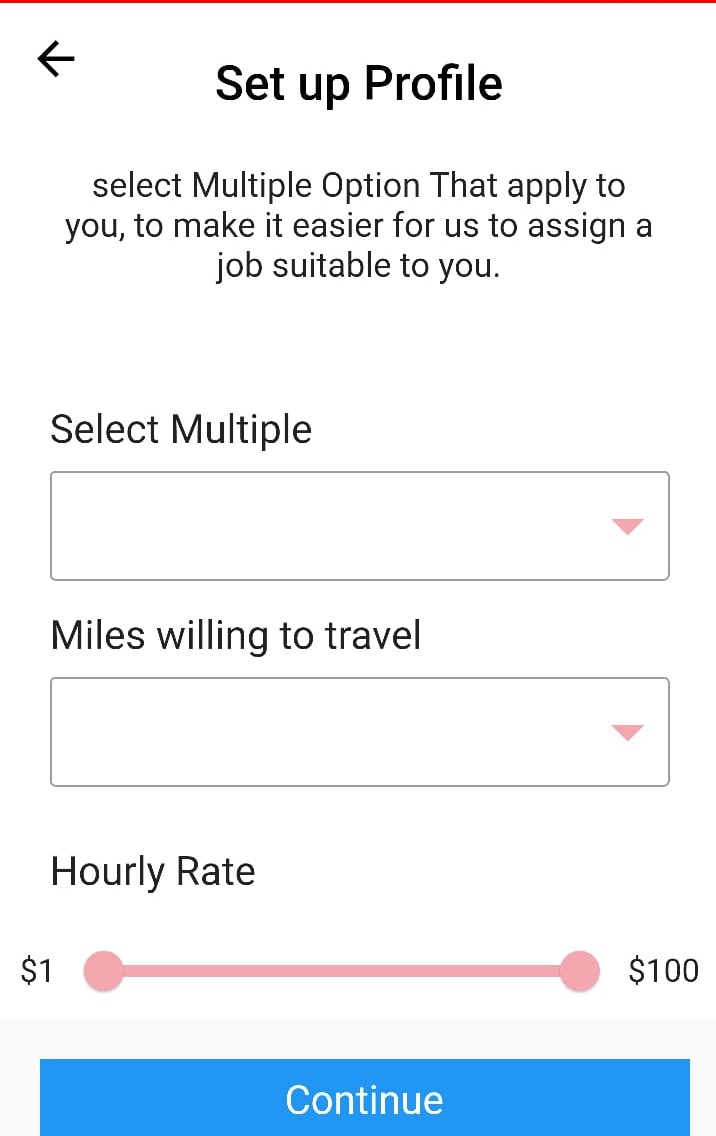 Set up Profile
select Multiple Option That apply to
you, to make it easier for us to assign a
job suitable to you.
Select Multiple
Miles willing to travel
Hourly Rate
$1 $100
Continue